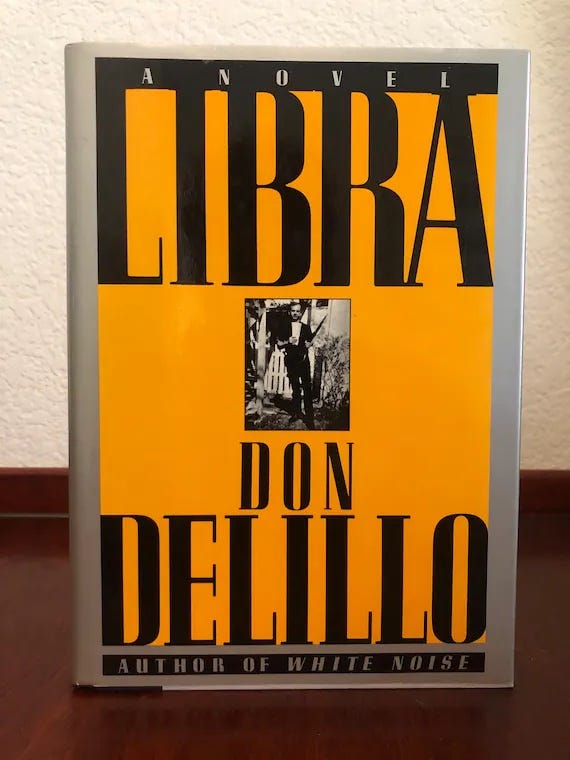 A NOVEL
LIBRA
DON
DELILLO
AUTHOR OF WHITE NOISE